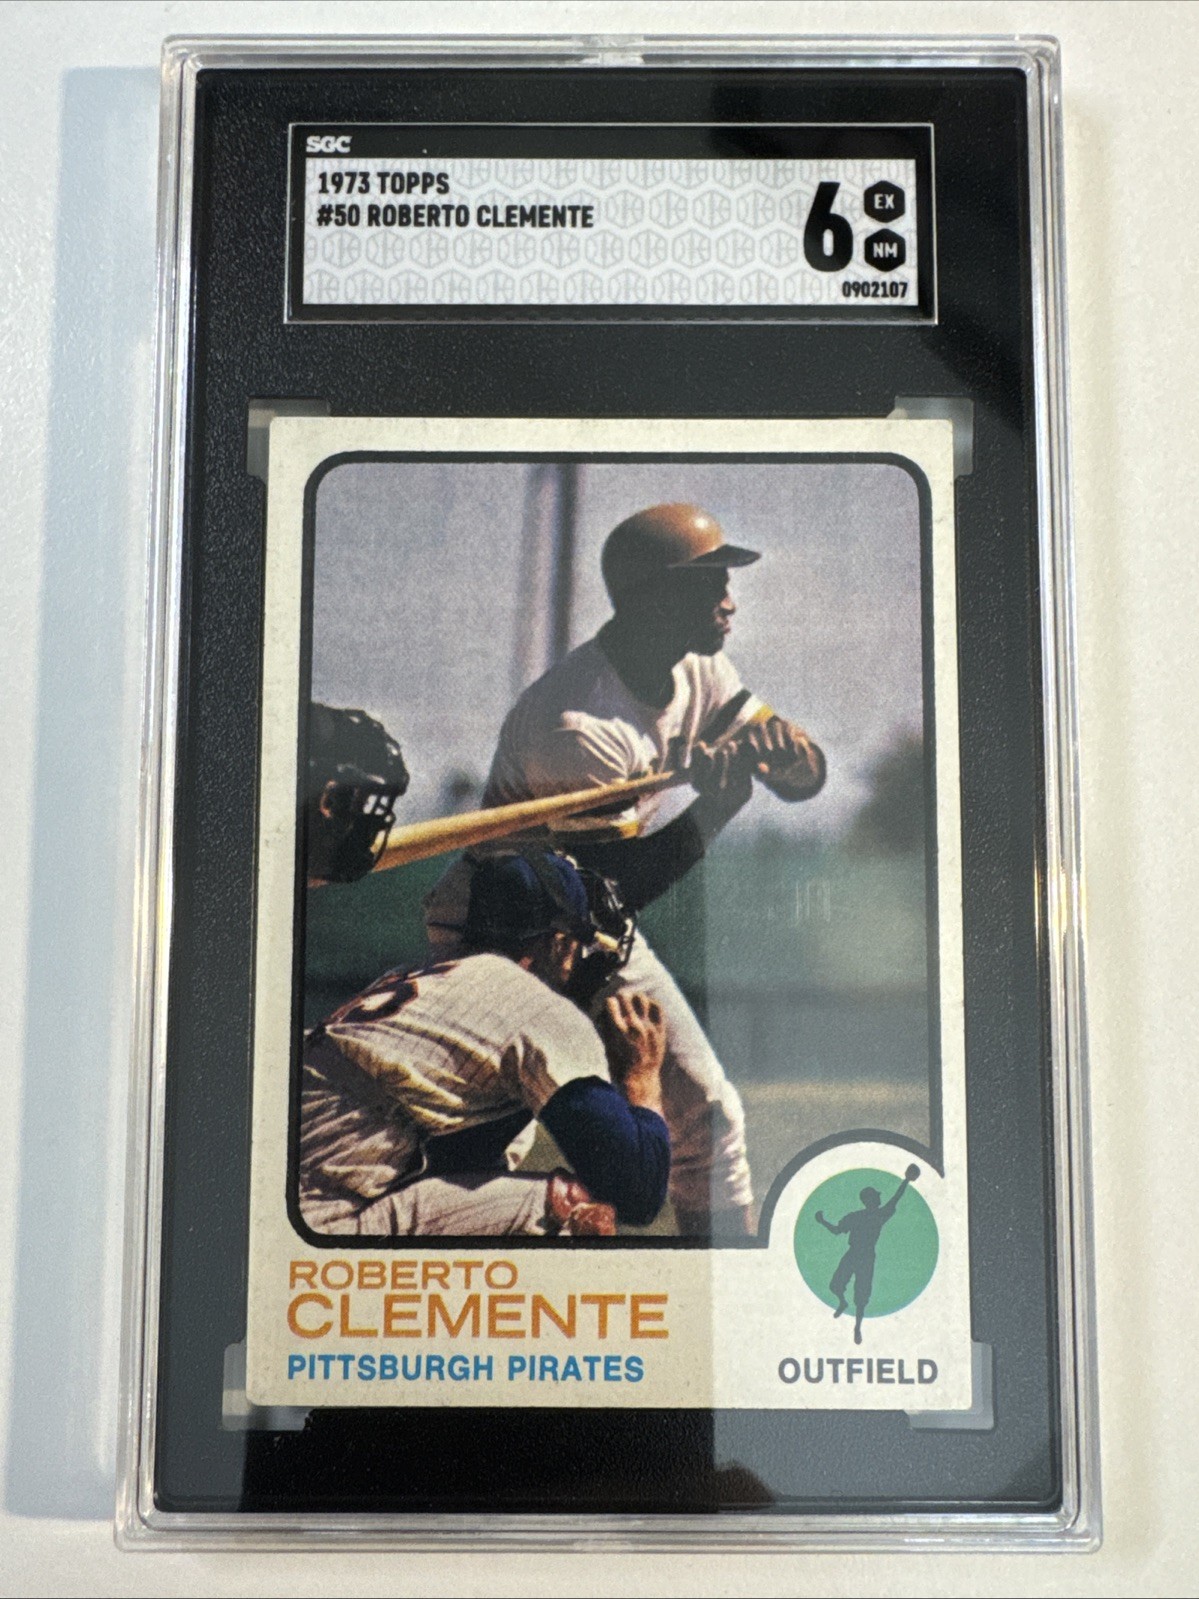 SGC
1973 TOPPS
#50 ROBERTO CLEMENTE
6
EX
NM
0902107
ROBERTO
CLEMENTE
PITTSBURGH PIRATES
OUTFIELD